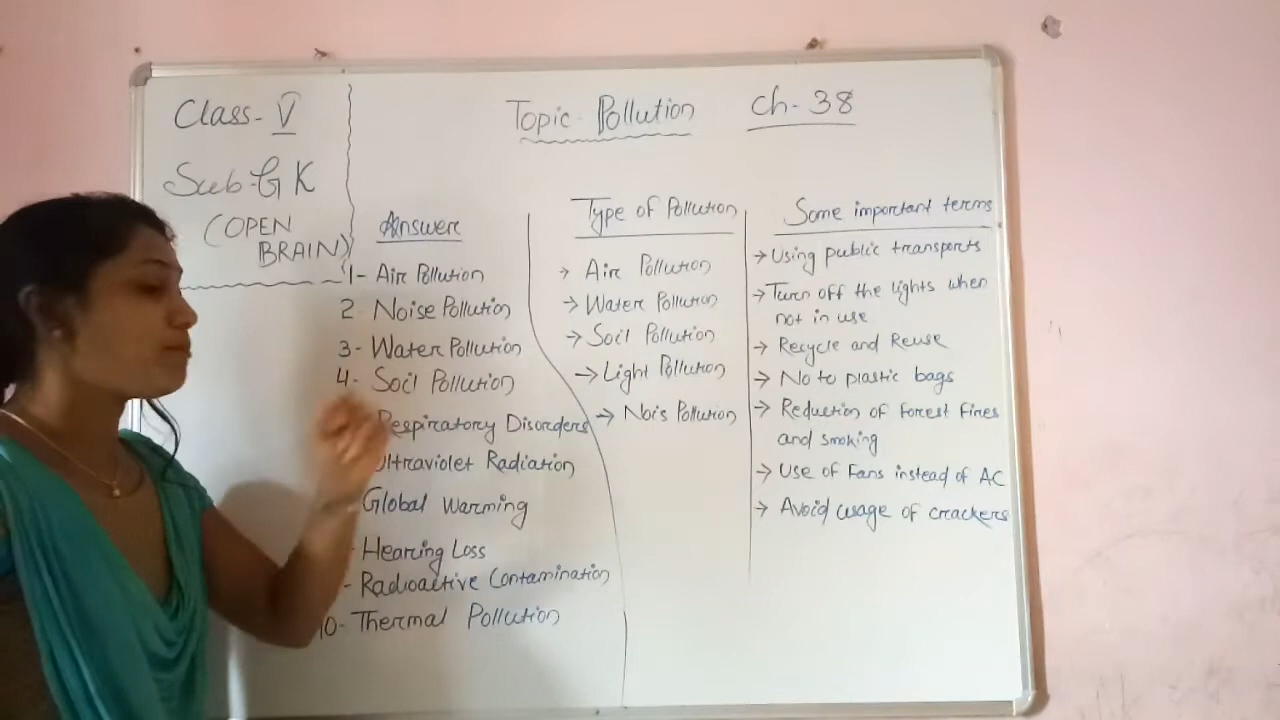 Class- V
Sub- G K
(OPEN
BRAIN)
Topic- Pollution Ch- 38
Answer
1- Air Pollution
2- Noise Pollution
3- Water Pollution
4- Soil Pollution
Respiratory Disorders
Ultraviolet Radiation
Global Warming
- Hearing Loss
- Radioactive Contamination
10- Thermal Pollution
Type of Pollution
→ Air Pollution
→ Water Pollution
→ Soil Pollution
→ Light Pollution
→ Nois Pollution
Some important terms
→ Using public transports
→ Turn off the lights when
not in use
→ Recycle and Reuse
→ No to plastic bags
→ Reduction of forest fires
and smoking
→ Use of Fans instead of AC
→ Avoid usage of crackers